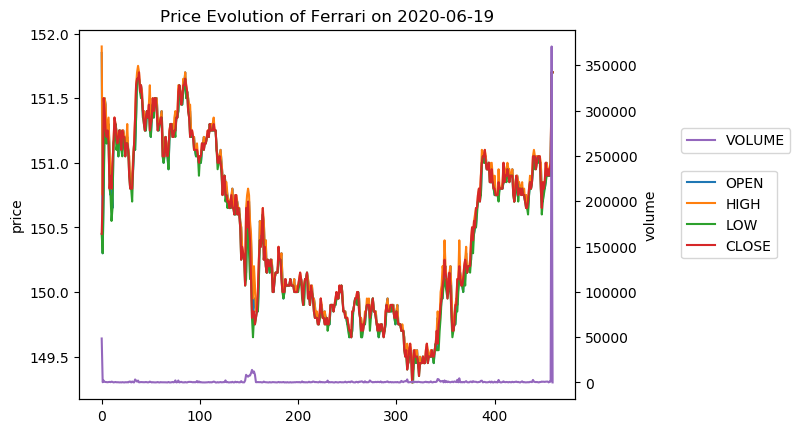 Price Evolution of Ferrari on 2020-06-19
152.0
151.5
151.0
150.5
150.0
149.5
price
0
100
200
300
400
350000
300000
250000
200000
150000
100000
50000
0
volume
VOLUME
OPEN
HIGH
LOW
CLOSE